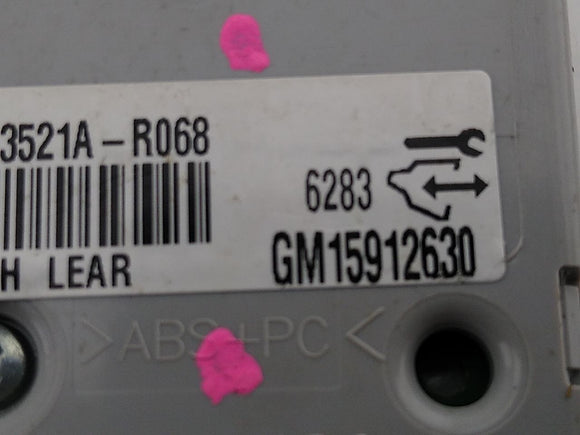 3521A-R068
6283
H LEAR
GM15912630
>ABS+PC<